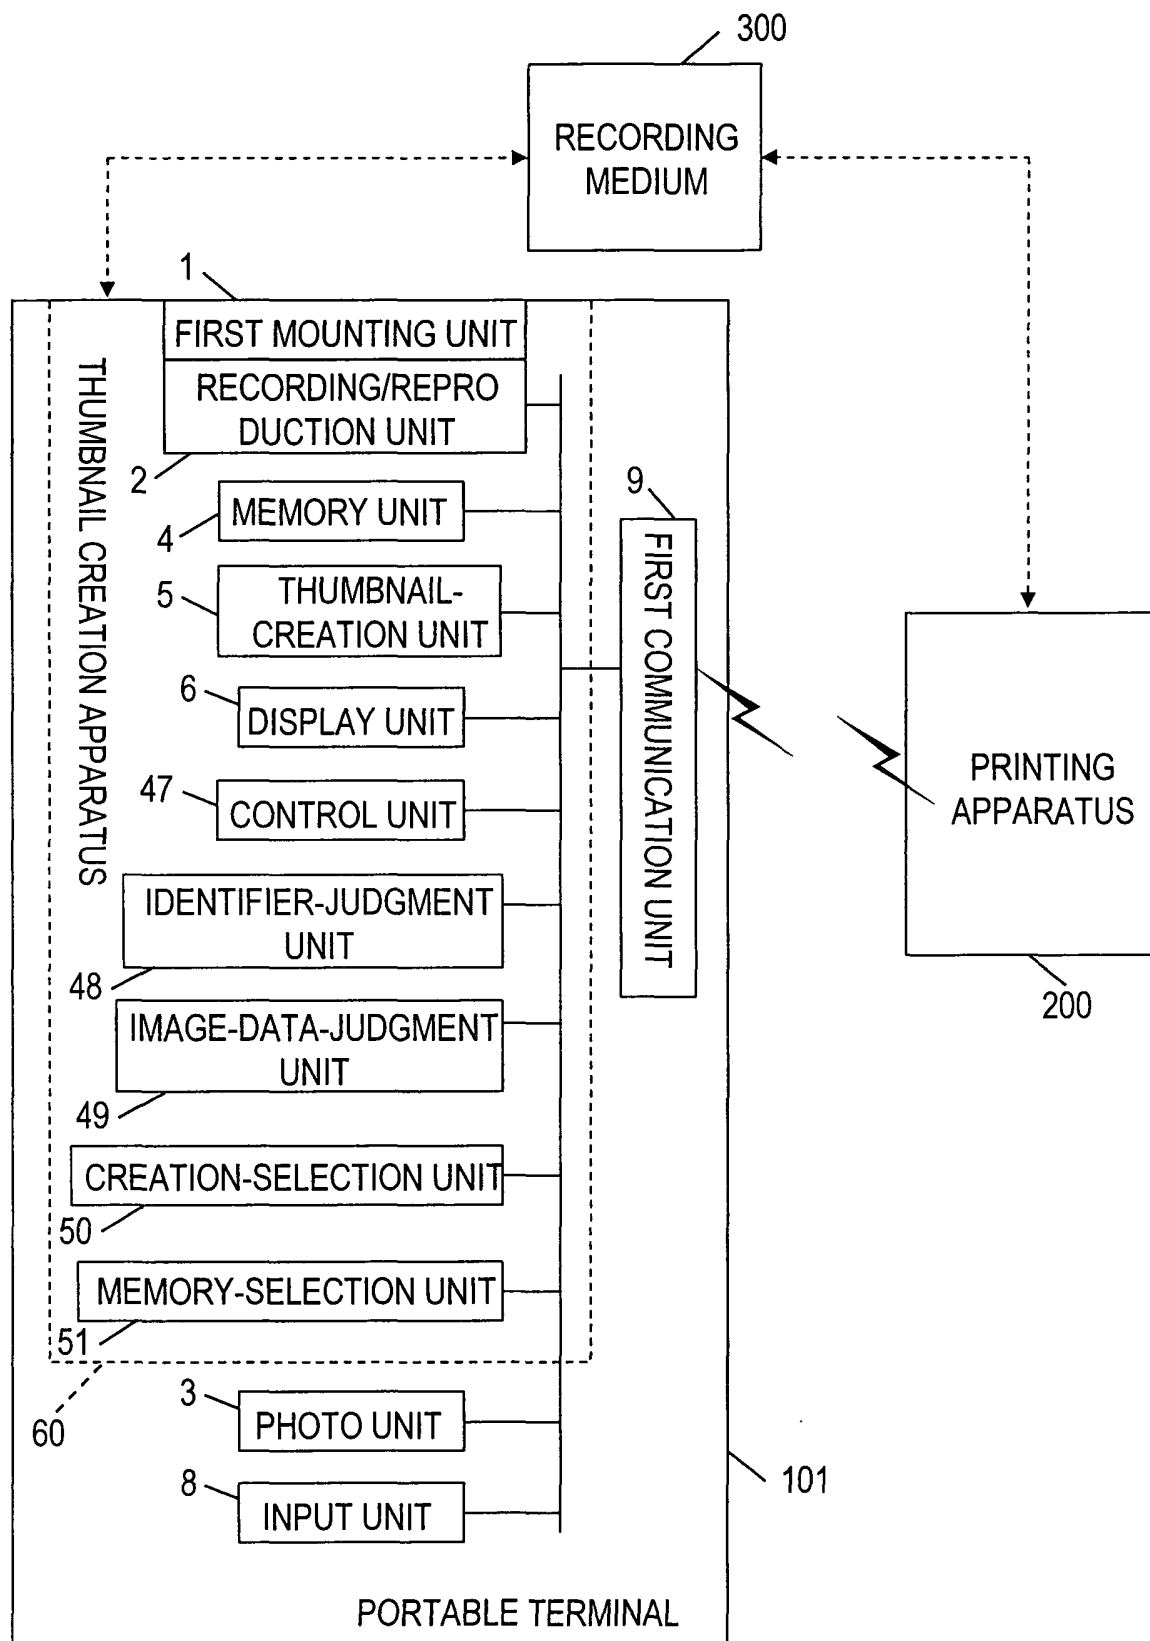 300
RECORDING
MEDIUM
1
FIRST MOUNTING UNIT
RECORDING/REPRO
DUCTION UNIT
2
THUMBNAIL CREATION APPARATUS
MEMORY UNIT
4
9
FIRST COMMUNICATION UNIT
5
THUMBNAIL-
CREATION UNIT
6
DISPLAY UNIT
47
CONTROL UNIT
PRINTING
APPARATUS
200
IDENTIFIER-JUDGMENT
UNIT
48
IMAGE-DATA-JUDGMENT
UNIT
49
CREATION-SELECTION UNIT
50
MEMORY-SELECTION UNIT
51
60
3
PHOTO UNIT
101
8
INPUT UNIT
PORTABLE TERMINAL